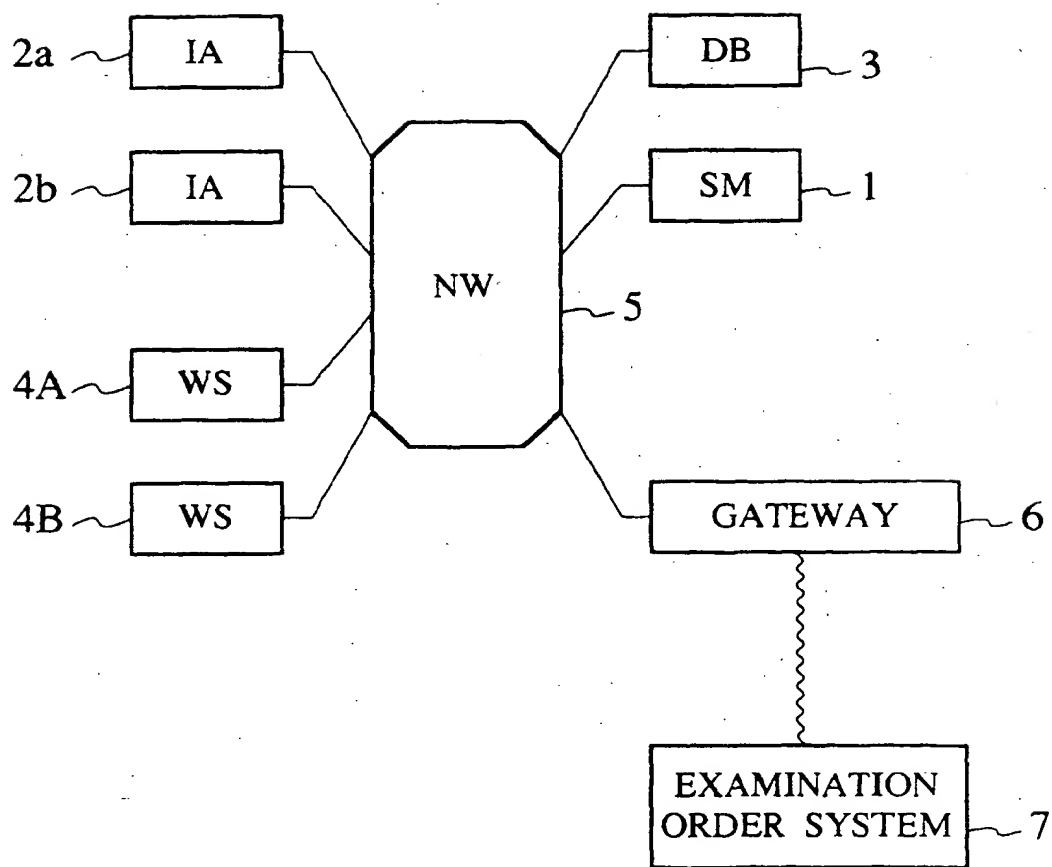 2a IA
DB 3
2b IA
SM 1
NW
5
4A WS
4B WS
GATEWAY 6
EXAMINATION
ORDER SYSTEM 7